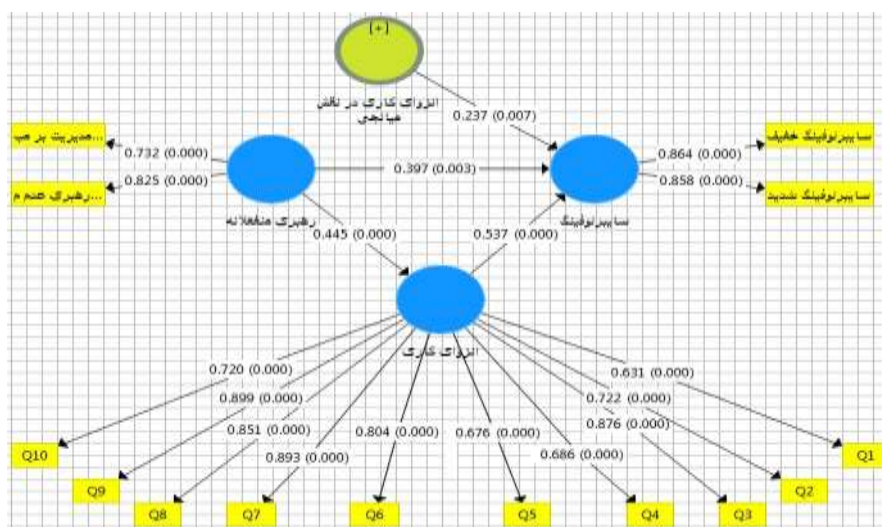 [+]
انزوای کاری در نقش
میانجی
0.237 (0.007)
...مدیریت بر مب
0.732 (0.000)
سایبرلوفینگ خفیف
0.864 (0.000)
0.397 (0.003)
...رهبری عدم م
0.825 (0.000)
0.858 (0.000)
سایبرلوفینگ شدید
رهبری منفعلانه
سایبرلوفینگ
0.445 (0.000)
0.537 (0.000)
انزوای کاری
0.720 (0.000)
0.631 (0.000)
0.899 (0.000)
0.722 (0.000)
0.851 (0.000)
0.876 (0.000)
0.893 (0.000)
0.804 (0.000)
0.676 (0.000)
0.686 (0.000)
Q10
Q1
Q9
Q2
Q8
Q7
Q6
Q5
Q4
Q3